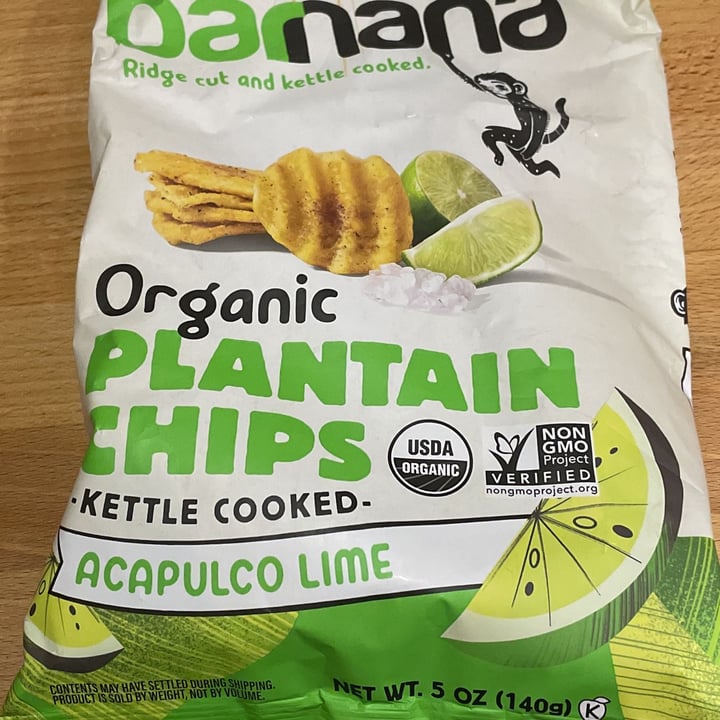 barnana
Ridge cut and kettle cooked.
Organic
PLANTAIN
CHIPS
USDA
ORGANIC
NON
GMO
Project
VERIFIED
nongmoproject.org
-KETTLE COOKED-
ACAPULCO LIME
CONTENTS MAY HAVE SETTLED DURING SHIPPING.
PRODUCT IS SOLD BY WEIGHT, NOT BY VOLUME.
NET WT. 5 OZ (140g)
K